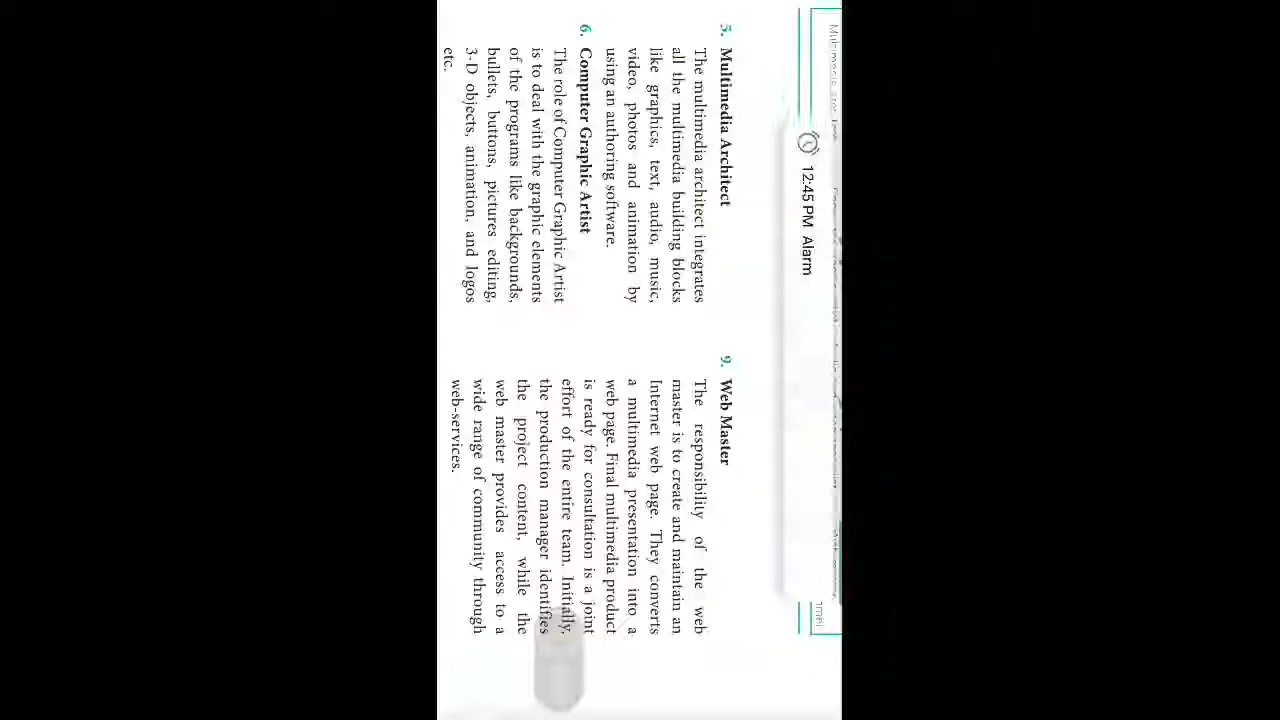 12:45 PM Alarm
5. Multimedia Architect
The multimedia architect integrates
all the multimedia building blocks
like graphics, text, audio, music,
video, photos and animation by
using an authoring software.
6. Computer Graphic Artist
The role of Computer Graphic Artist
is to deal with the graphic elements
of the programs like backgrounds,
bullets, buttons, pictures editing,
3-D objects, animation, and logos
etc.
9. Web Master
The responsibility of the web
master is to create and maintain an
Internet web page. They converts
a multimedia presentation into a
web page. Final multimedia product
is ready for consultation is a joint
effort of the entire team. Initially,
the production manager identifies
the project content, while the
web master provides access to a
wide range of community through
web-services.